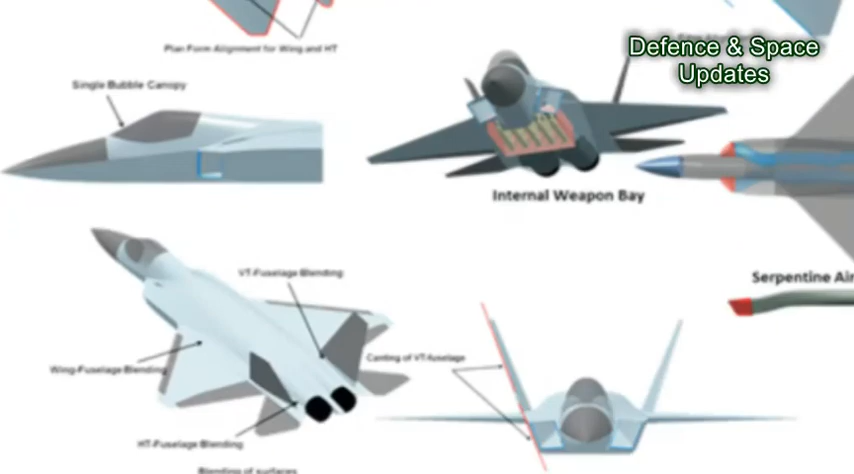 Plan Form Alignment for Wing and HT
Defence & Space
Updates
Single Bubble Canopy
Internal Weapon Bay
VT-Fuselage Blending
Serpentine Air
Canting of VT-fuselage
Wing-Fuselage Blending
HT-Fuselage Blending
Blending of surfaces